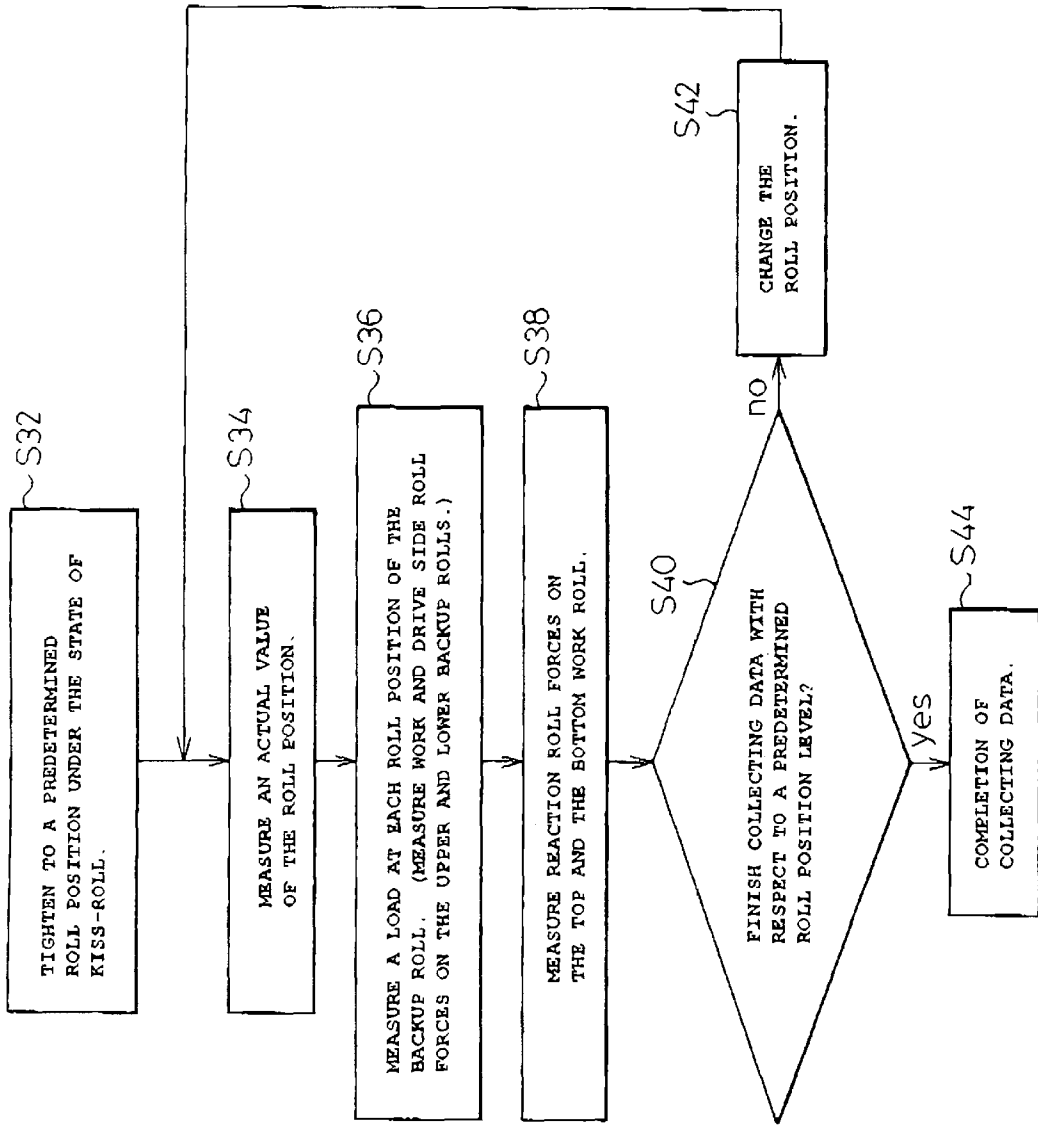 S32
TIGHTEN TO A PREDETERMINED
ROLL POSITION UNDER THE STATE OF
KISS-ROLL.
S34
MEASURE AN ACTUAL VALUE
OF THE ROLL POSITION.
S36
MEASURE A LOAD AT EACH ROLL POSITION OF THE
BACKUP ROLL. (MEASURE WORK AND DRIVE SIDE ROLL
FORCES ON THE UPPER AND LOWER BACKUP ROLLS.)
S38
MEASURE REACTION ROLL FORCES ON
THE TOP AND THE BOTTOM WORK ROLL.
S40
FINISH COLLECTING DATA WITH
RESPECT TO A PREDETERMINED
ROLL POSITION LEVEL?
no
S42
CHANGE THE
ROLL POSITION.
yes
S44
COMPLETION OF
COLLECTING DATA.